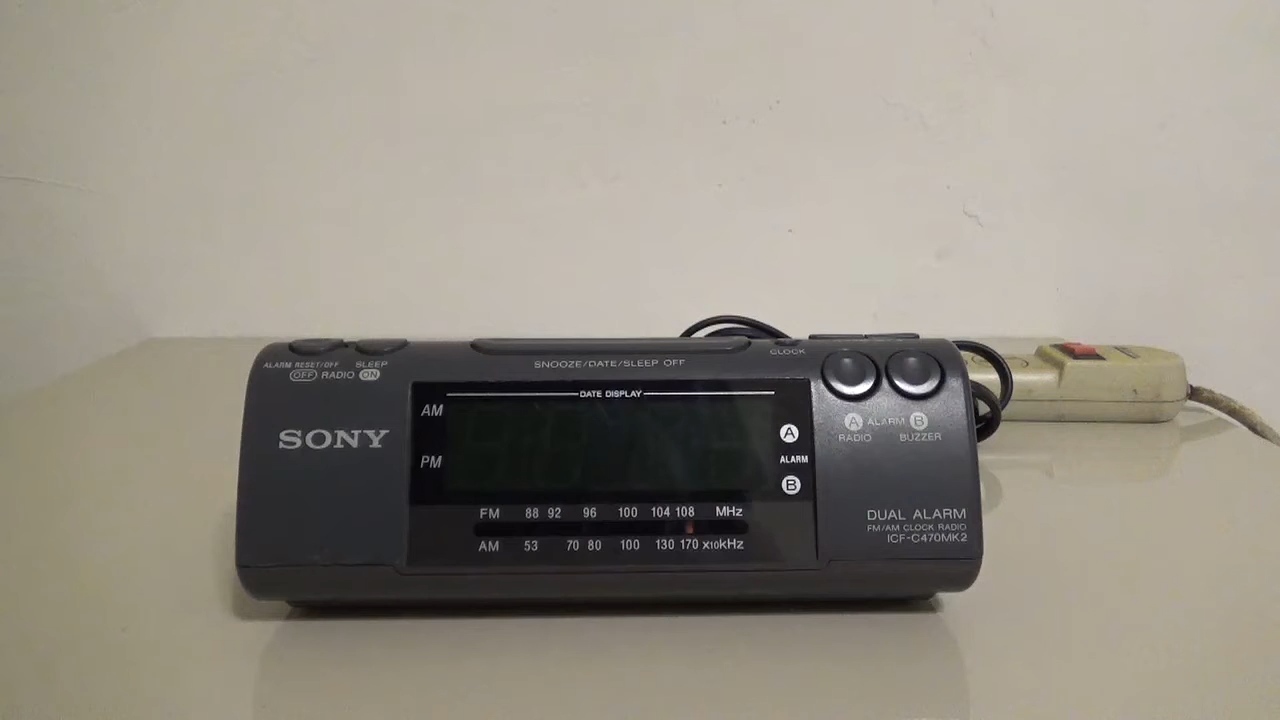 ALARM RESET/OFF SLEEP
OFF RADIO ON
SNOOZE/DATE/SLEEP OFF
CLOCK
DATE DISPLAY
AM
PM
SONY
A
ALARM
B
A ALARM B
RADIO BUZZER
FM 88 92 96 100 104 108 MHz
AM 53 70 80 100 130 170 x10kHz
DUAL ALARM
FM/AM CLOCK RADIO
ICF-C470MK2